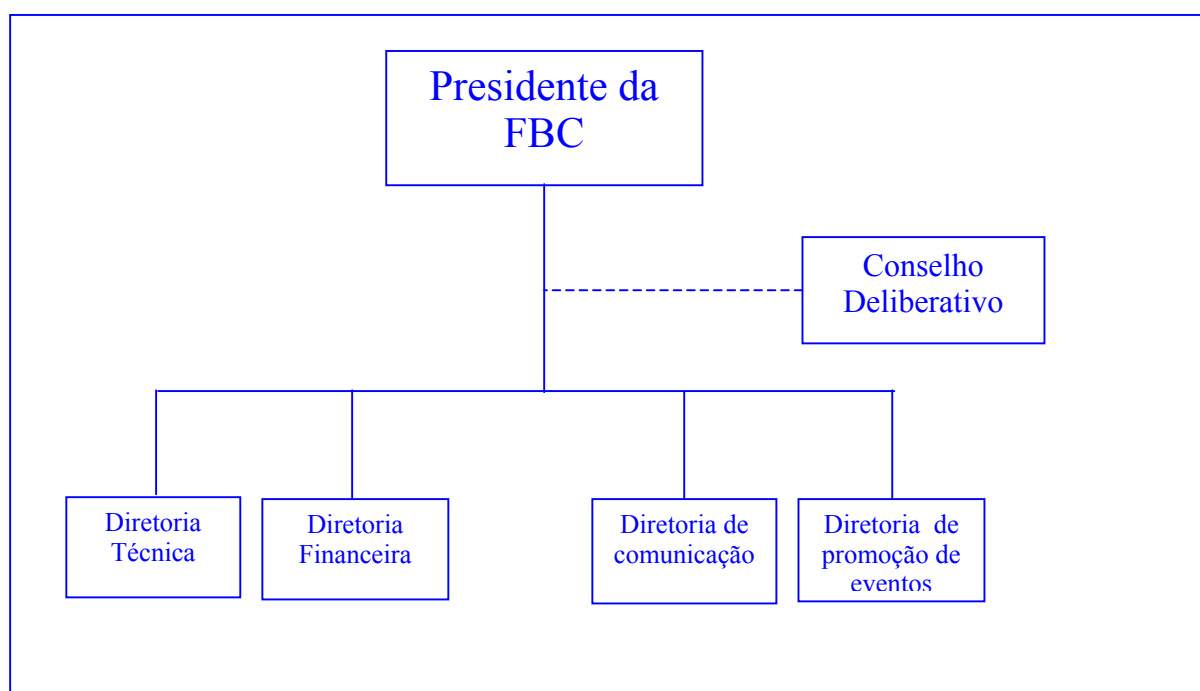 Presidente da
FBC
Conselho
Deliberativo
Diretoria
Técnica
Diretoria
Financeira
Diretoria de
comunicação
Diretoria de
promoção de
eventos